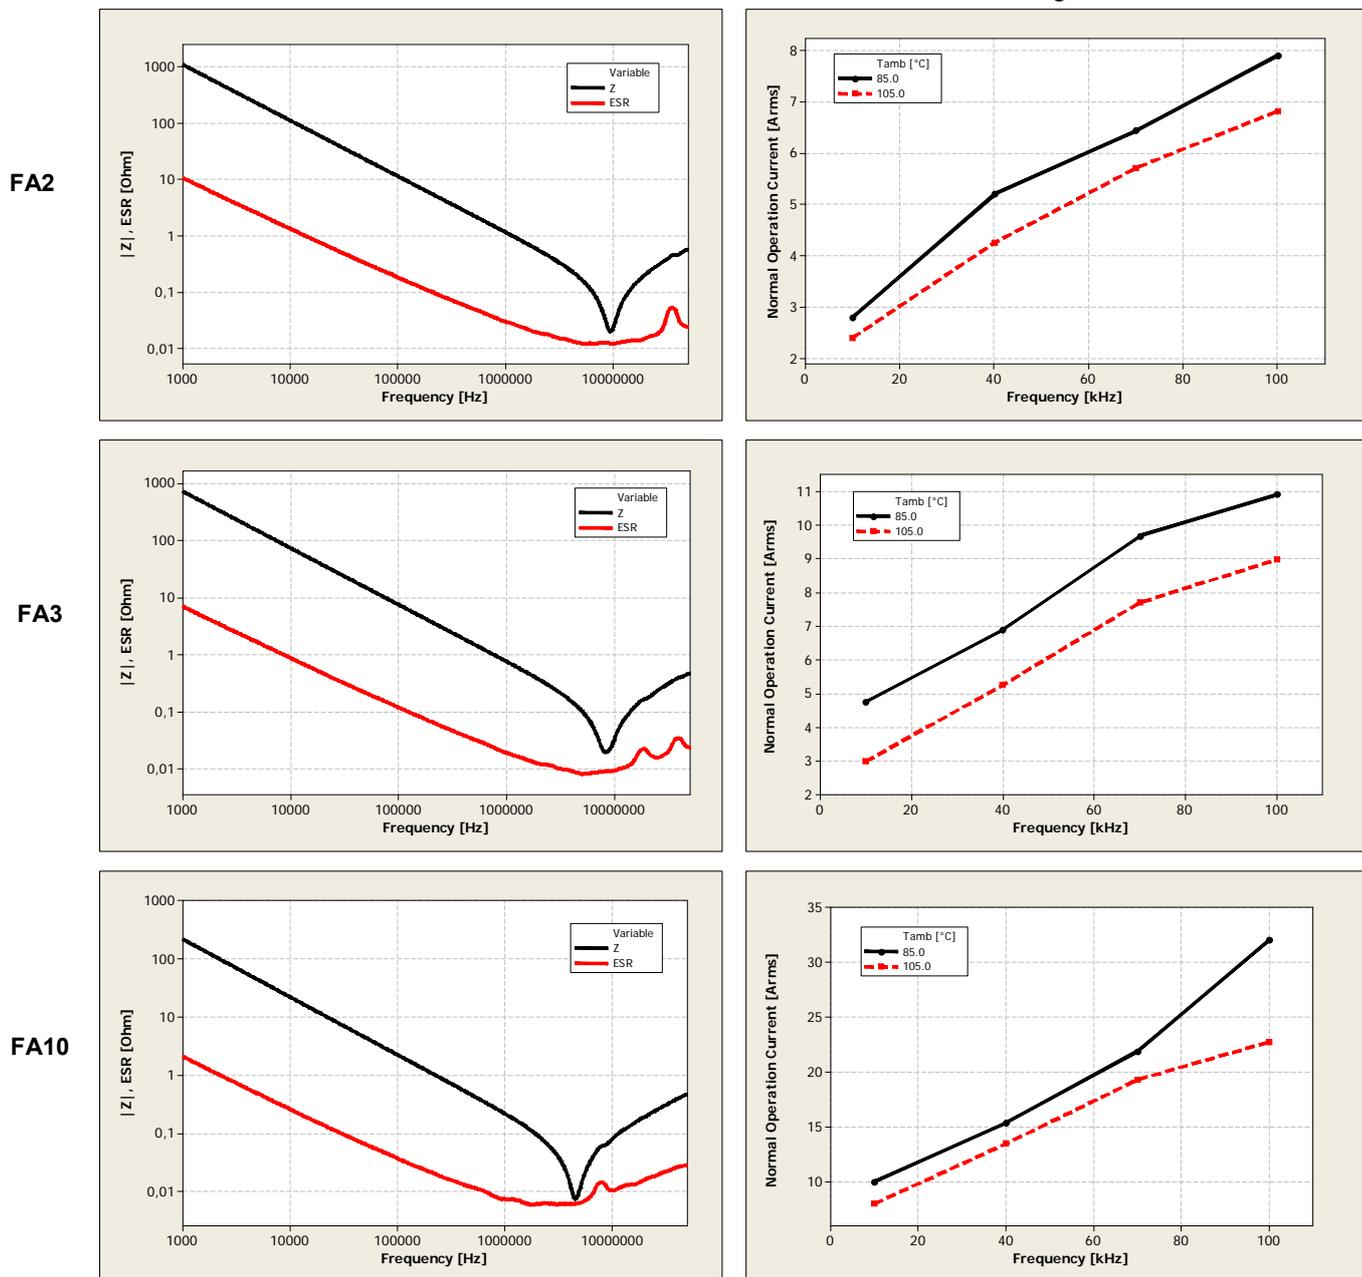 FA2
|Z|, ESR [Ohm]
1000
100
10
1
0,1
0,01
Variable
Z
ESR
1000 10000 100000 1000000 10000000
Frequency [Hz]
Normal Operation Current [Arms]
8
7
6
5
4
3
2
Tamb [°C]
85.0
105.0
0 20 40 60 80 100
Frequency [kHz]
FA3
|Z|, ESR [Ohm]
1000
100
10
1
0,1
0,01
Variable
Z
ESR
1000 10000 100000 1000000 10000000
Frequency [Hz]
Normal Operation Current [Arms]
11
10
9
8
7
6
5
4
3
2
Tamb [°C]
85.0
105.0
0 20 40 60 80 100
Frequency [kHz]
FA10
|Z|, ESR [Ohm]
1000
100
10
1
0,1
0,01
Variable
Z
ESR
1000 10000 100000 1000000 10000000
Frequency [Hz]
Normal Operation Current [Arms]
35
30
25
20
15
10
Tamb [°C]
85.0
105.0
0 20 40 60 80 100
Frequency [kHz]